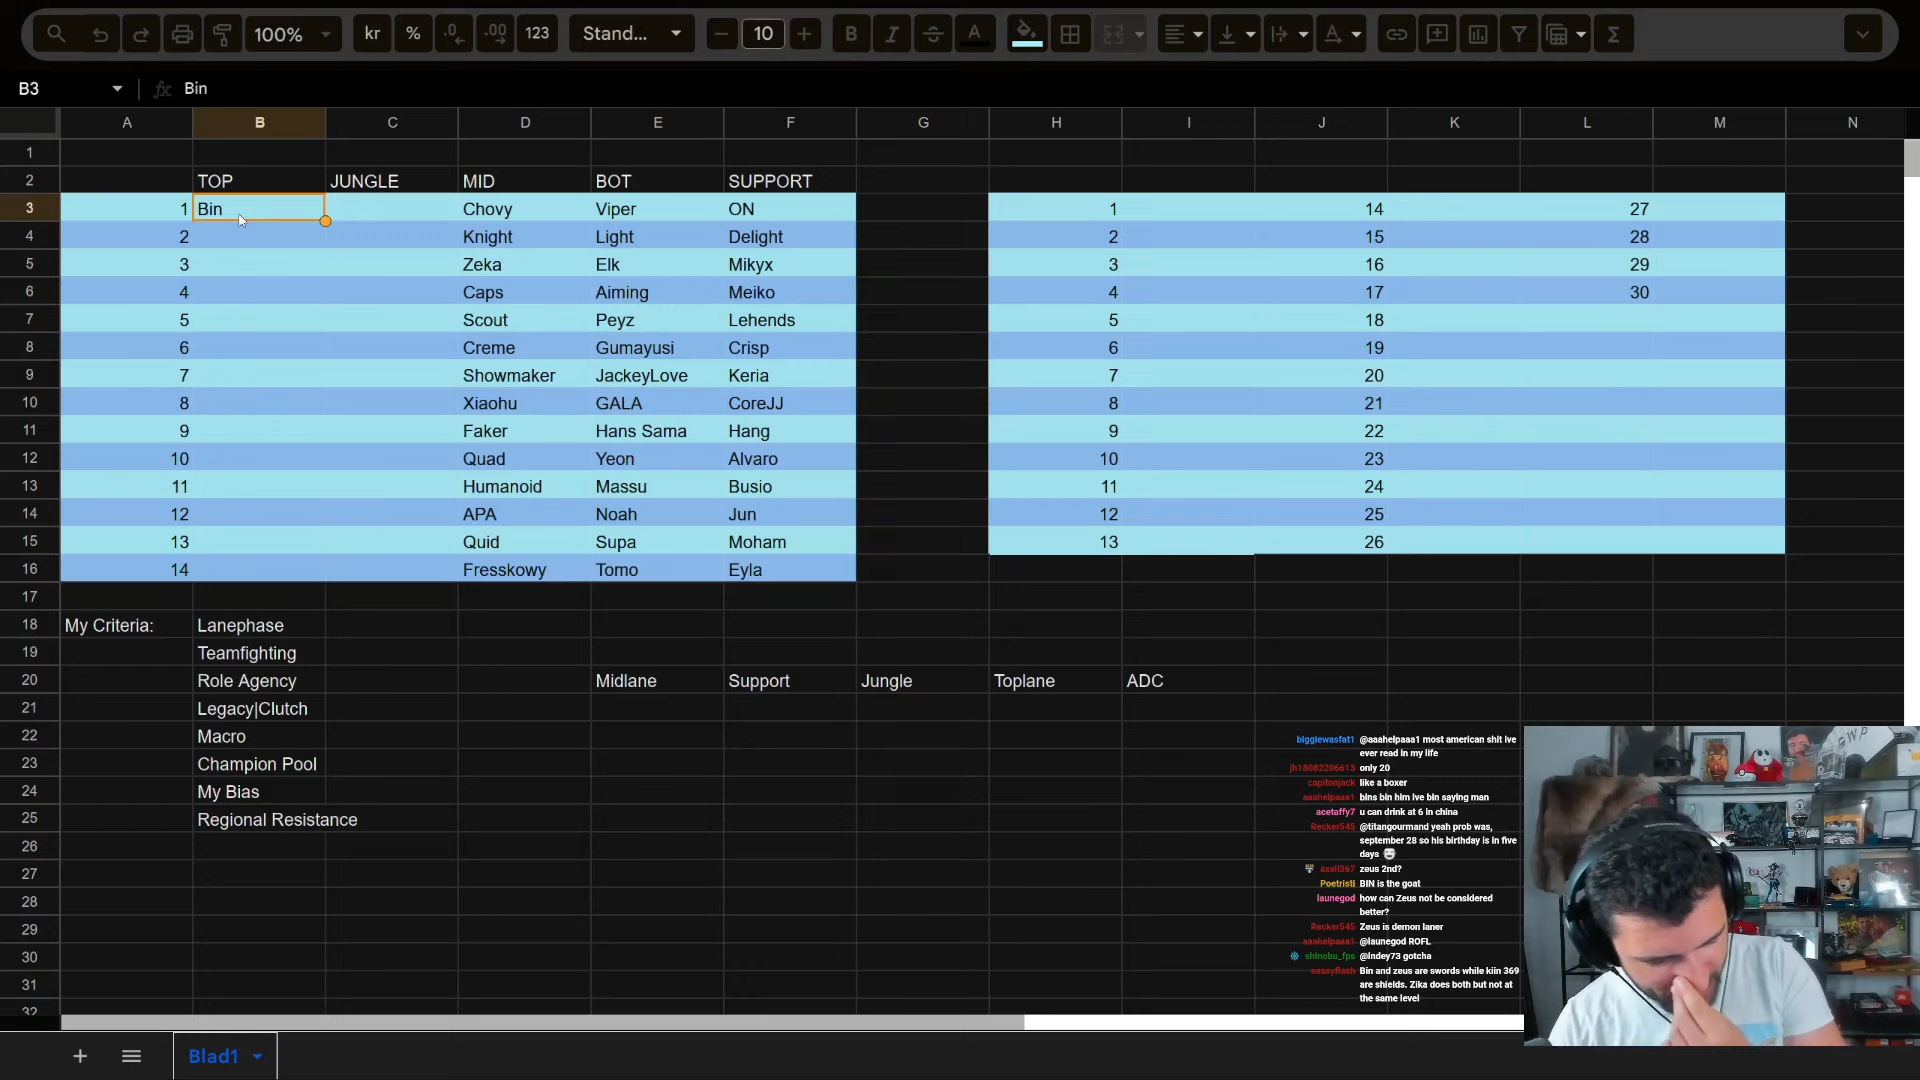 100%
kr
%
.0
.00
123
Stand...
10
B
A
B3
Bin
A B C D E F G H I J K L M N
1
2 TOP JUNGLE MID BOT SUPPORT
3 1 Bin Chovy Viper ON 1 14 27
4 2 Knight Light Delight 2 15 28
5 3 Zeka Elk Mikyx 3 16 29
6 4 Caps Aiming Meiko 4 17 30
7 5 Scout Peyz Lehends 5 18
8 6 Creme Gumayusi Crisp 6 19
9 7 Showmaker JackeyLove Keria 7 20
10 8 Xiaohu GALA CoreJJ 8 21
11 9 Faker Hans Sama Hang 9 22
12 10 Quad Yeon Alvaro 10 23
13 11 Humanoid Massu Busio 11 24
14 12 APA Noah Jun 12 25
15 13 Quid Supa Moham 13 26
16 14 Fresskowy Tomo Eyla
17
18 My Criteria: Lanephase
19 Teamfighting
20 Role Agency Midlane Support Jungle Toplane ADC
21 Legacy|Clutch
22 Macro
23 Champion Pool
24 My Bias
25 Regional Resistance
26
27
28
29
30
31
32
biggiewasfat1 @aaahelpaaa1 most american shit ive
ever read in my life
jh18082206613 only 20
capitonjack like a boxer
aaahelpaaa1 bins bin him ive bin saying man
acetaffy7 u can drink at 6 in china
Recker545 @titangourmand yeah prob was,
september 28 so his birthday is in five
days
axell367 zeus 2nd?
Poetristi BIN is the goat
launegod how can Zeus not be considered
better?
Recker545 Zeus is demon laner
aaahelpaaa1 @launegod ROFL
shinobu_fps @indey73 gotcha
eeasyflash Bin and zeus are swords while kiin 369
are shields. Zika does both but not at
the same level
Blad1